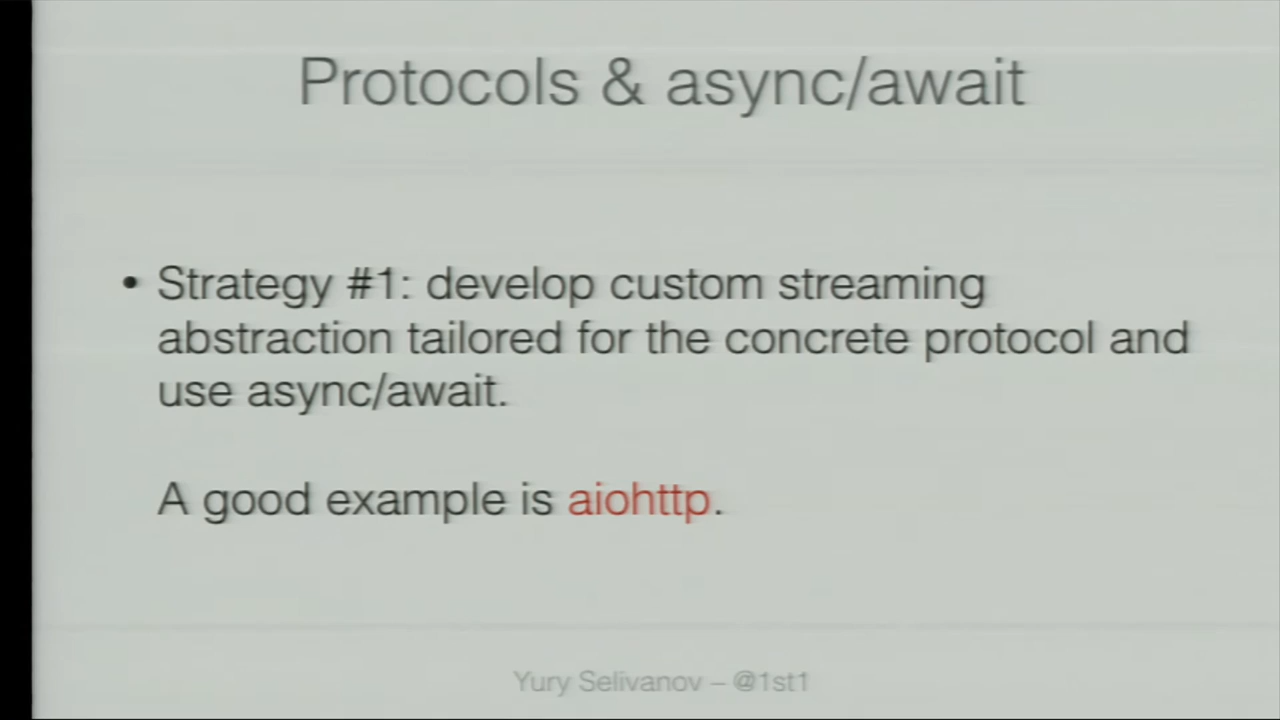 Protocols & async/await
• Strategy #1: develop custom streaming
abstraction tailored for the concrete protocol and
use async/await.
A good example is aiohttp.
Yury Selivanov – @1st1